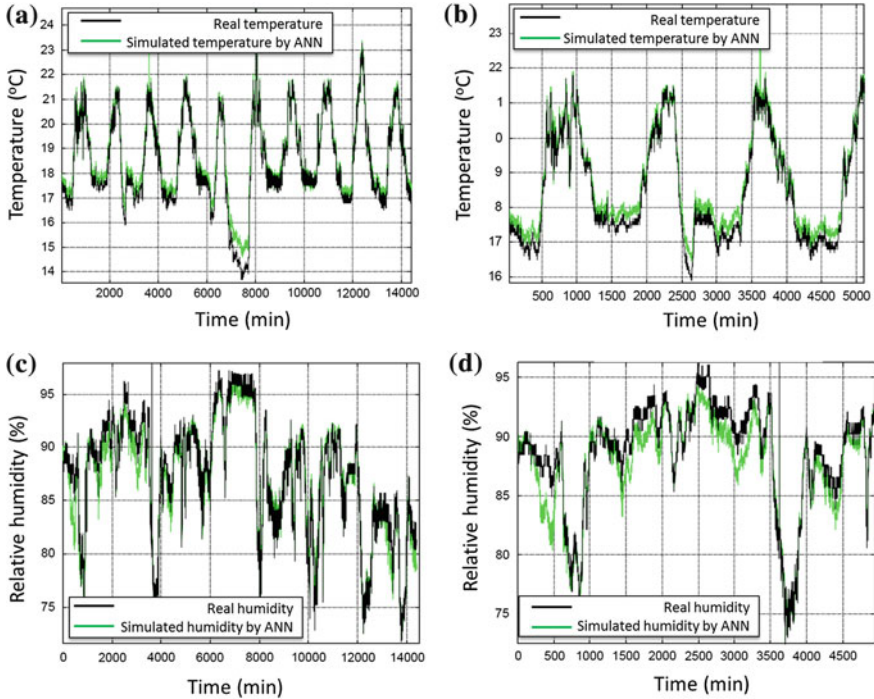 (a)
24
23
22
21
20
19
18
17
16
15
14
Temperature (ºC)
Real temperature
Simulated temperature by ANN
2000 4000 6000 8000 10000 12000 14000
Time (min)
(b)
23
22
1
0
9
8
17
16
Temperature (ºC)
Real temperature
Simulated temperature by ANN
500 1000 1500 2000 2500 3000 3500 4000 4500 5000
Time (min)
(c)
95
90
85
80
75
Relative humidity (%)
Real humidity
Simulated humidity by ANN
0 2000 4000 6000 8000 10000 12000 14000
Time (min)
(d)
95
90
85
80
75
Relative humidity (%)
Real humidity
Simulated humidity by ANN
0 500 1000 1500 2000 2500 3000 3500 4000 4500
Time (min)